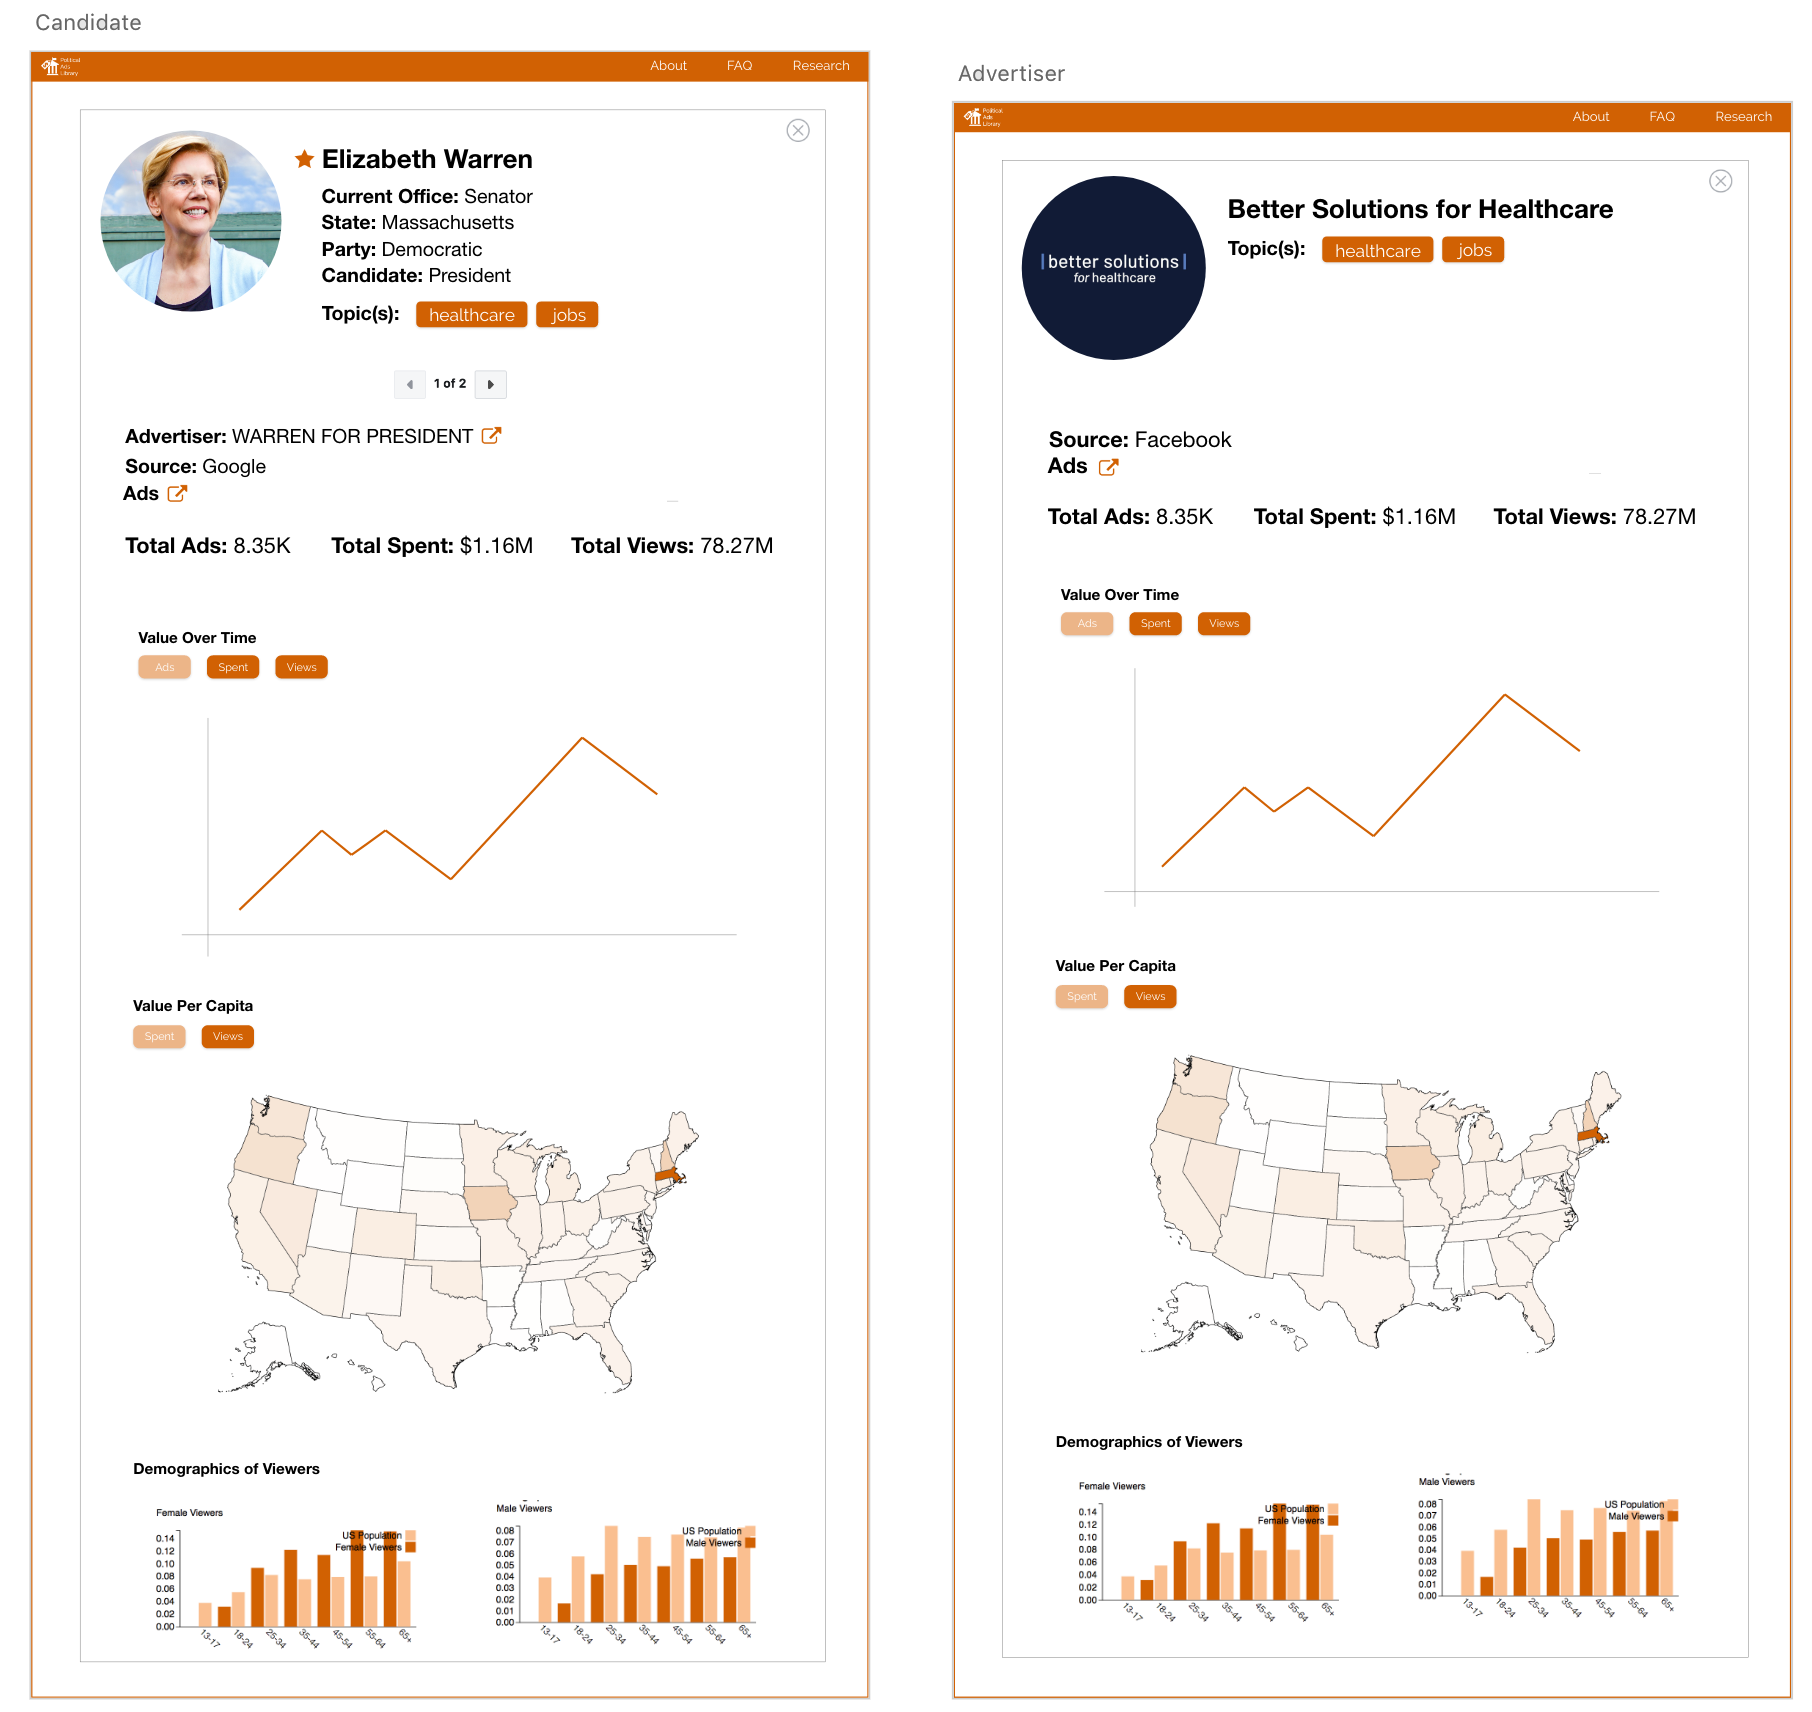 Candidate
Political
Ads
Library
About FAQ Research
Elizabeth Warren
Current Office: Senator
State: Massachusetts
Party: Democratic
Candidate: President
Topic(s): healthcare jobs
1 of 2
Advertiser: WARREN FOR PRESIDENT
Source: Google
Ads
Total Ads: 8.35K Total Spent: $1.16M Total Views: 78.27M
Value Over Time
Ads Spent Views
Value Per Capita
Spent Views
Demographics of Viewers
Female Viewers
US Population
Female Viewers
0.14
0.12
0.10
0.08
0.06
0.04
0.02
0.00
13-17 18-24 25-34 35-44 45-54 55-64 65+
Male Viewers
US Population
Male Viewers
0.08
0.07
0.06
0.05
0.04
0.03
0.02
0.01
0.00
13-17 18-24 25-34 35-44 45-54 55-64 65+
Advertiser
Political
Ads
Library
About FAQ Research
better solutions
for healthcare
Better Solutions for Healthcare
Topic(s): healthcare jobs
Source: Facebook
Ads
Total Ads: 8.35K Total Spent: $1.16M Total Views: 78.27M
Value Over Time
Ads Spent Views
Value Per Capita
Spent Views
Demographics of Viewers
Female Viewers
US Population
Female Viewers
0.14
0.12
0.10
0.08
0.06
0.04
0.02
0.00
13-17 18-24 25-34 35-44 45-54 55-64 65+
Male Viewers
US Population
Male Viewers
0.08
0.07
0.06
0.05
0.04
0.03
0.02
0.01
0.00
13-17 18-24 25-34 35-44 45-54 55-64 65+